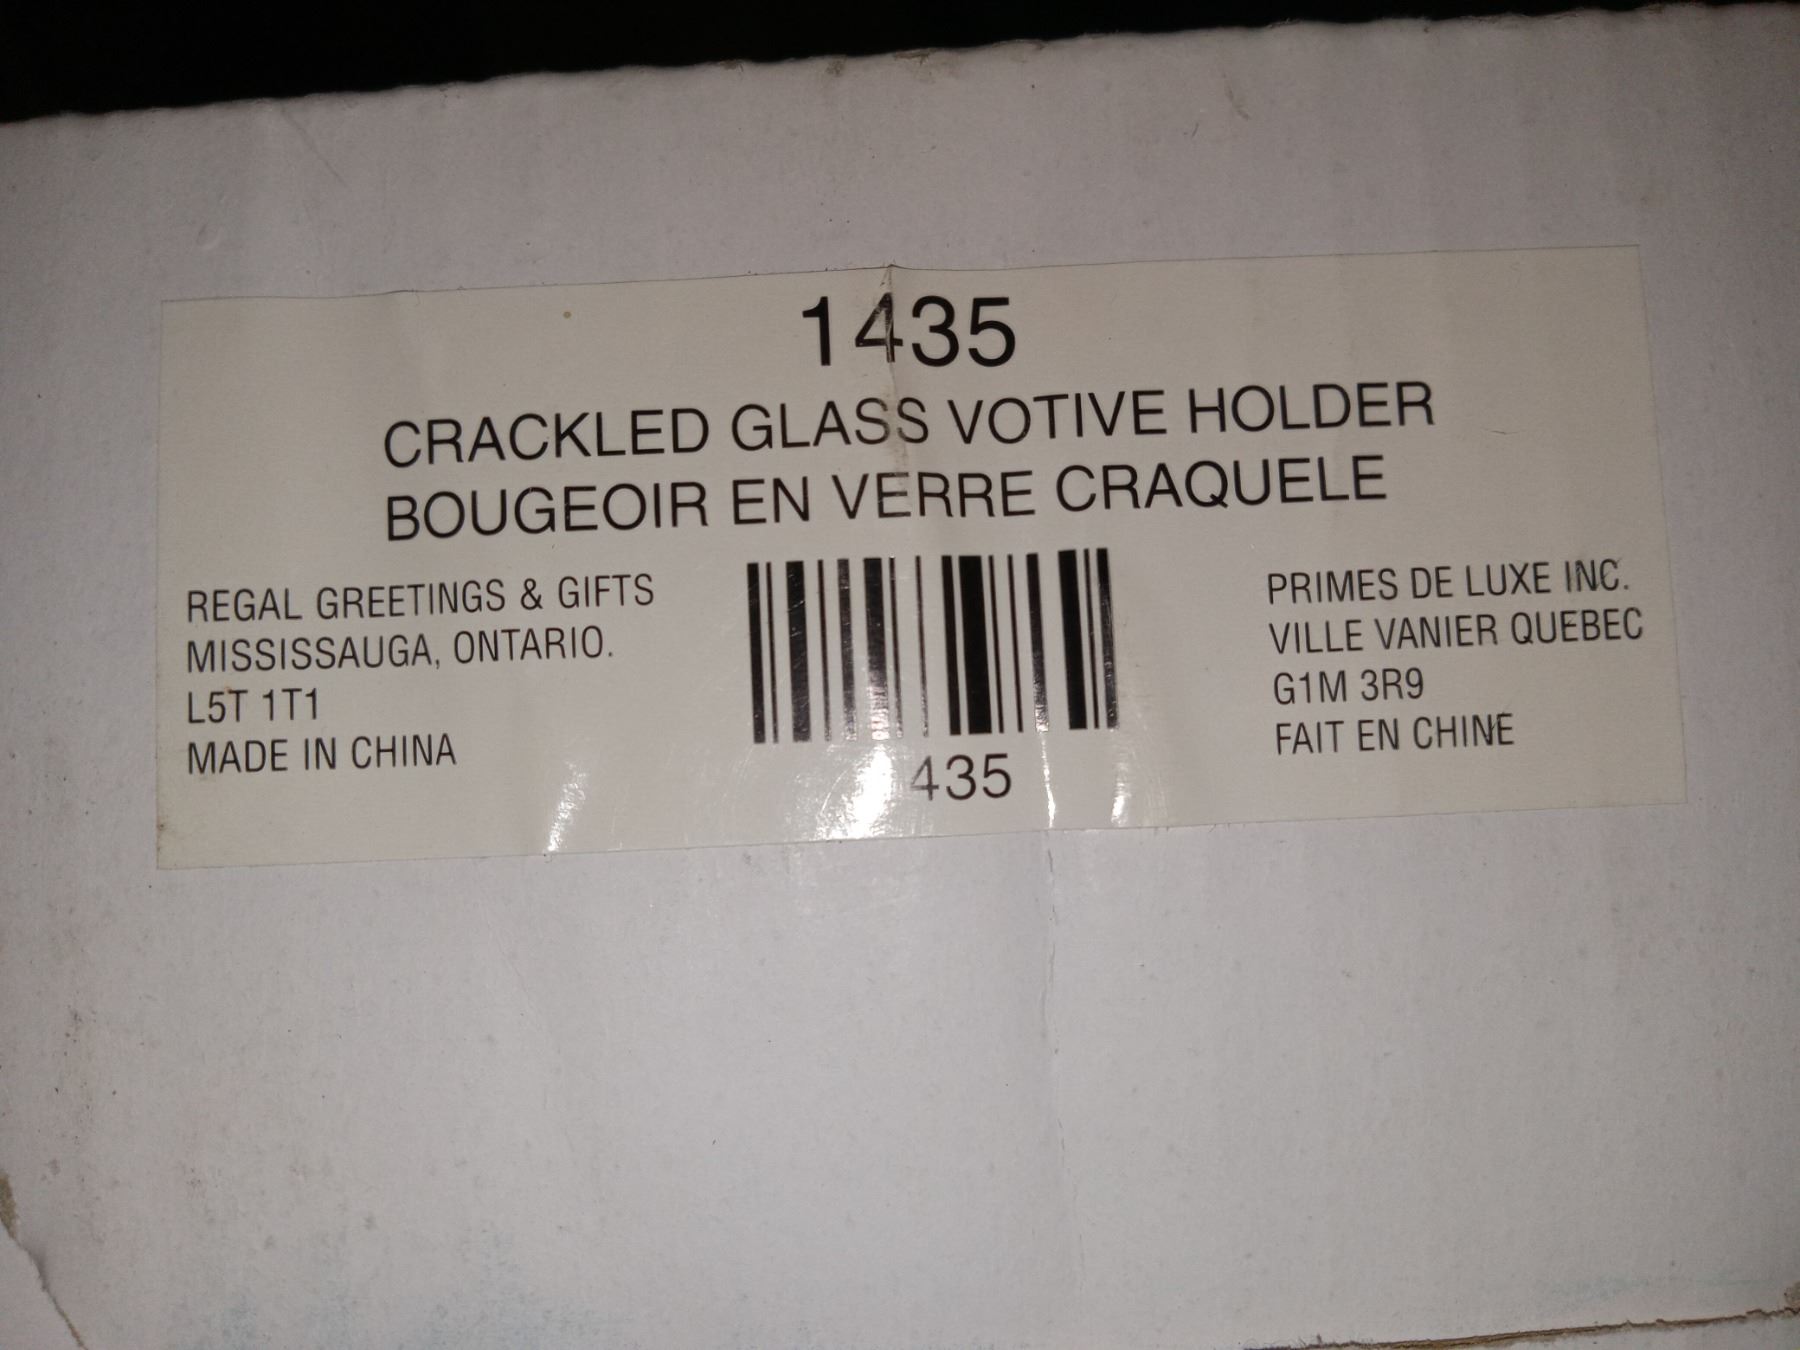 1435
CRACKLED GLASS VOTIVE HOLDER
BOUGEOIR EN VERRE CRAQUELE
REGAL GREETINGS & GIFTS
MISSISSAUGA, ONTARIO.
L5T 1T1
MADE IN CHINA
435
PRIMES DE LUXE INC.
VILLE VANIER QUEBEC
G1M 3R9
FAIT EN CHINE